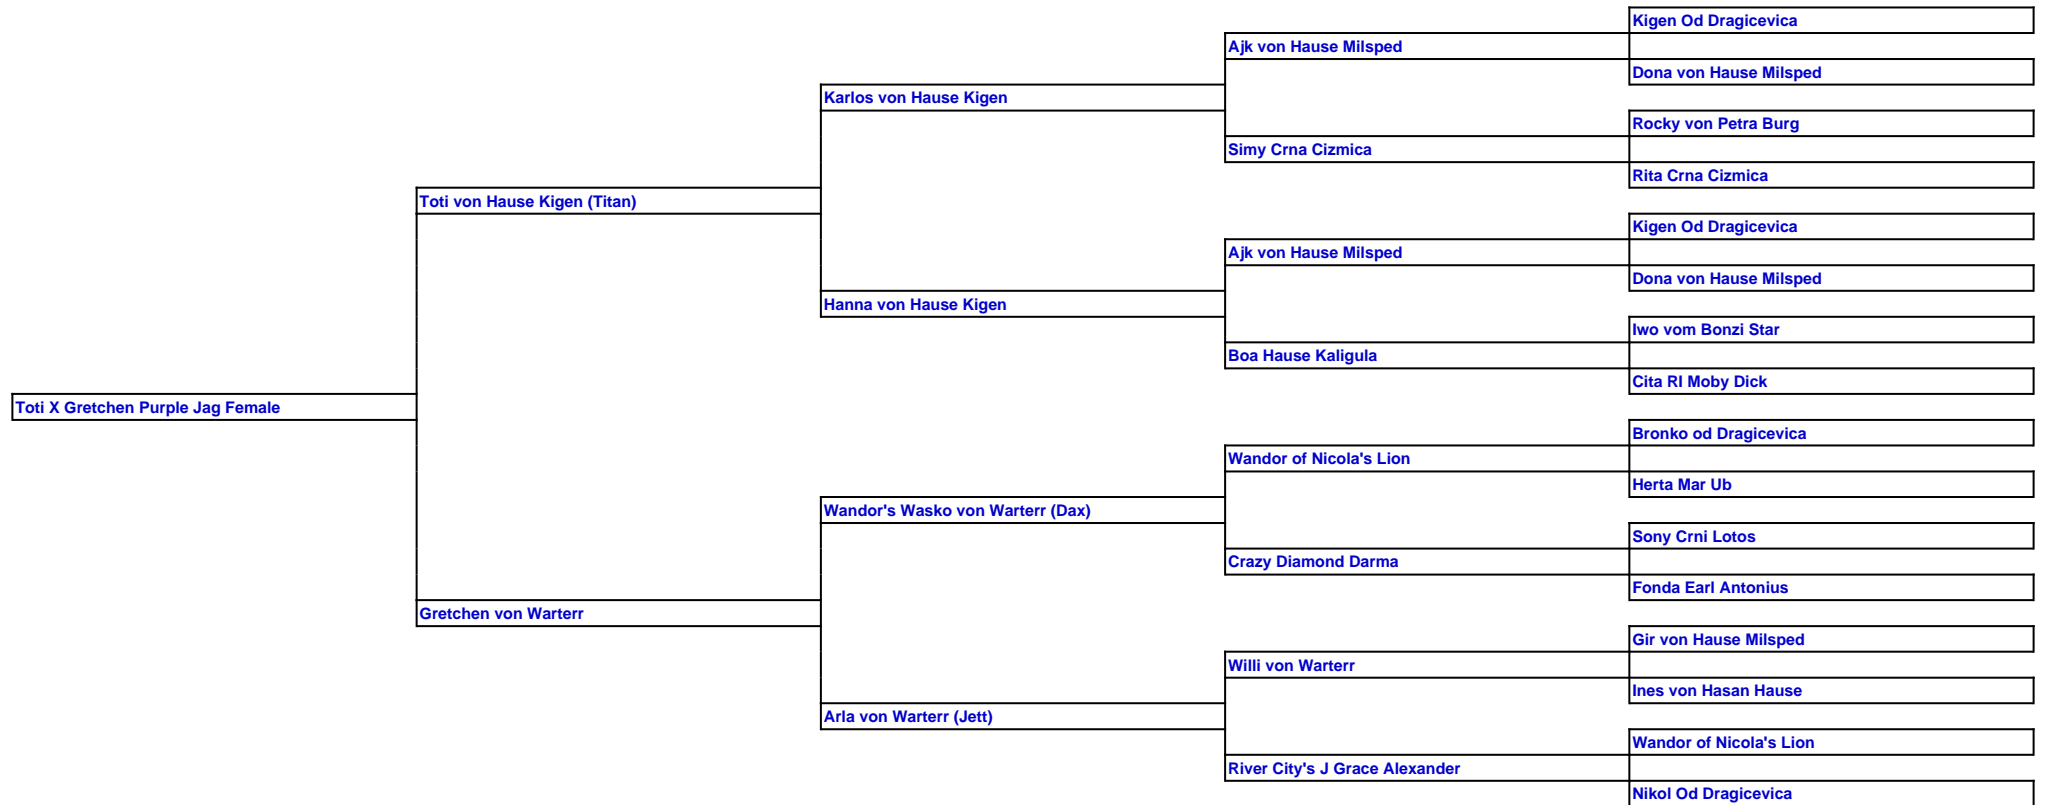 Kigen Od Dragicevica
Ajk von Hause Milsped
Dona von Hause Milsped
Karlos von Hause Kigen
Rocky von Petra Burg
Simy Crna Cizmica
Rita Crna Cizmica
Toti von Hause Kigen (Titan)
Kigen Od Dragicevica
Ajk von Hause Milsped
Dona von Hause Milsped
Hanna von Hause Kigen
Iwo vom Bonzi Star
Boa Hause Kaligula
Cita RI Moby Dick
Toti X Gretchen Purple Jag Female
Bronko od Dragicevica
Wandor of Nicola's Lion
Herta Mar Ub
Wandor's Wasko von Warterr (Dax)
Sony Crni Lotos
Crazy Diamond Darma
Fonda Earl Antonius
Gretchen von Warterr
Gir von Hause Milsped
Willi von Warterr
Ines von Hasan Hause
Arla von Warterr (Jett)
Wandor of Nicola's Lion
River City's J Grace Alexander
Nikol Od Dragicevica